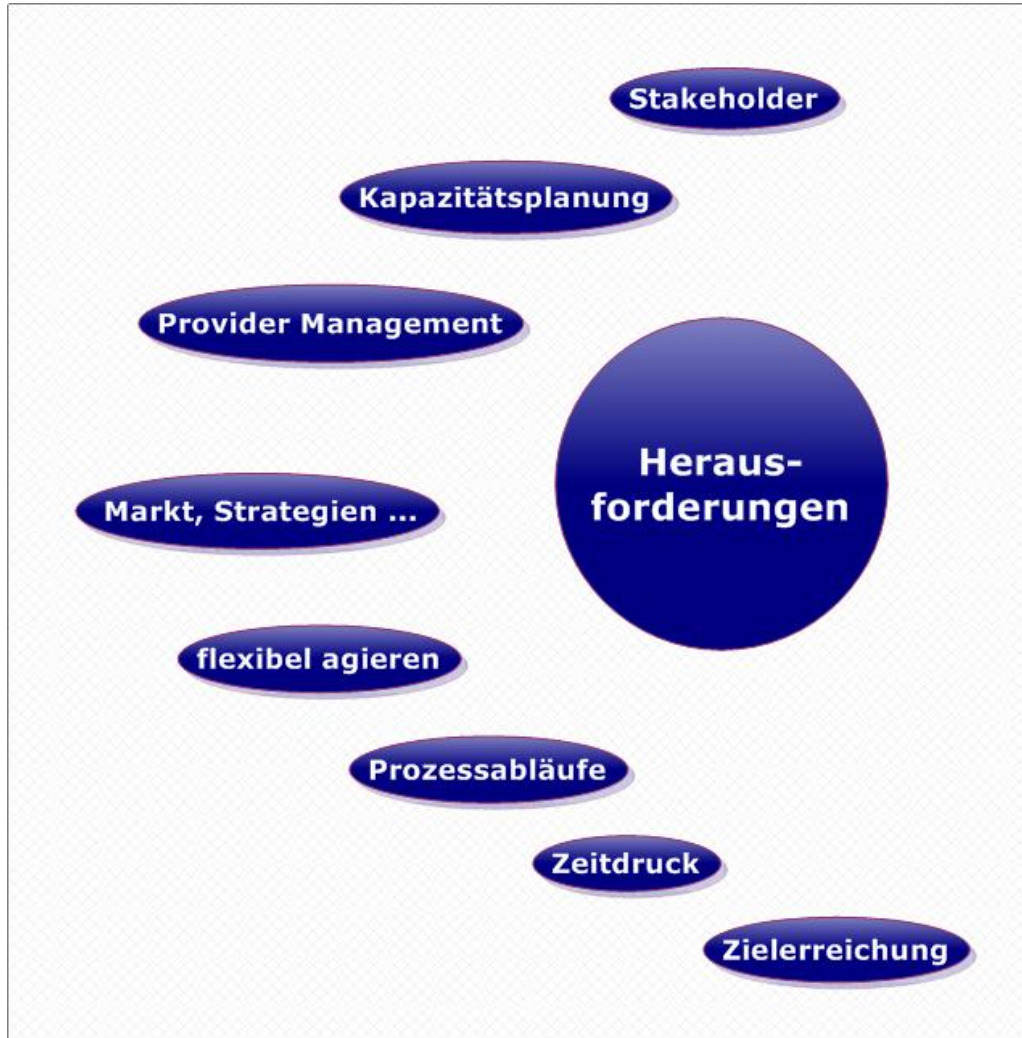 Stakeholder
Kapazitätsplanung
Provider Management
Heraus-
forderungen
Markt, Strategien ...
flexibel agieren
Prozessabläufe
Zeitdruck
Zielerreichung